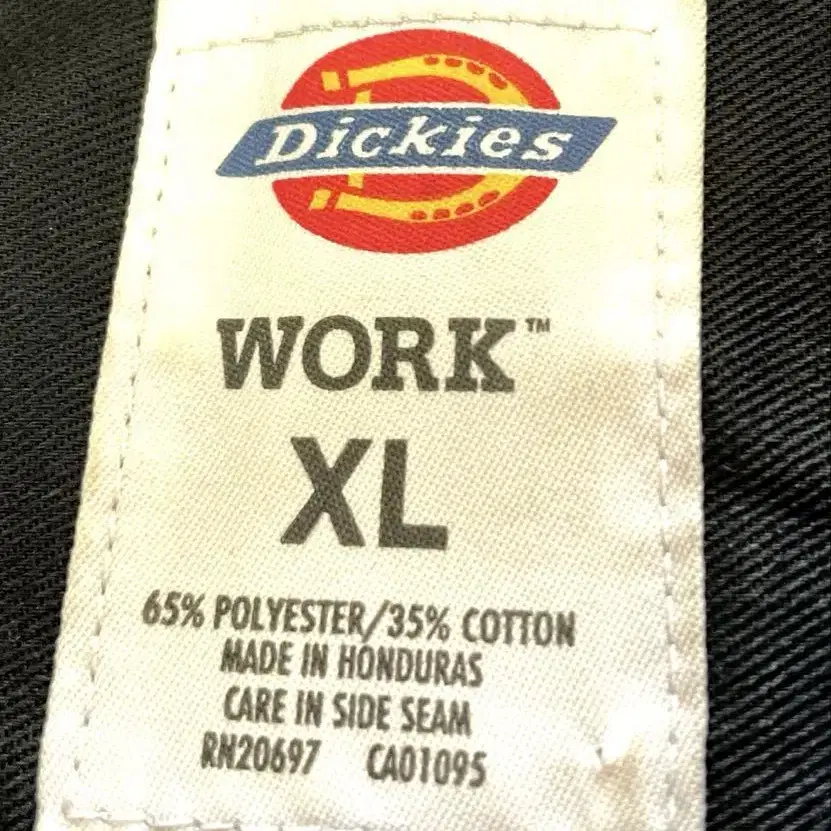 Dickies
WORK™
XL
65% POLYESTER/35% COTTON
MADE IN HONDURAS
CARE IN SIDE SEAM
RN20697 CA01095